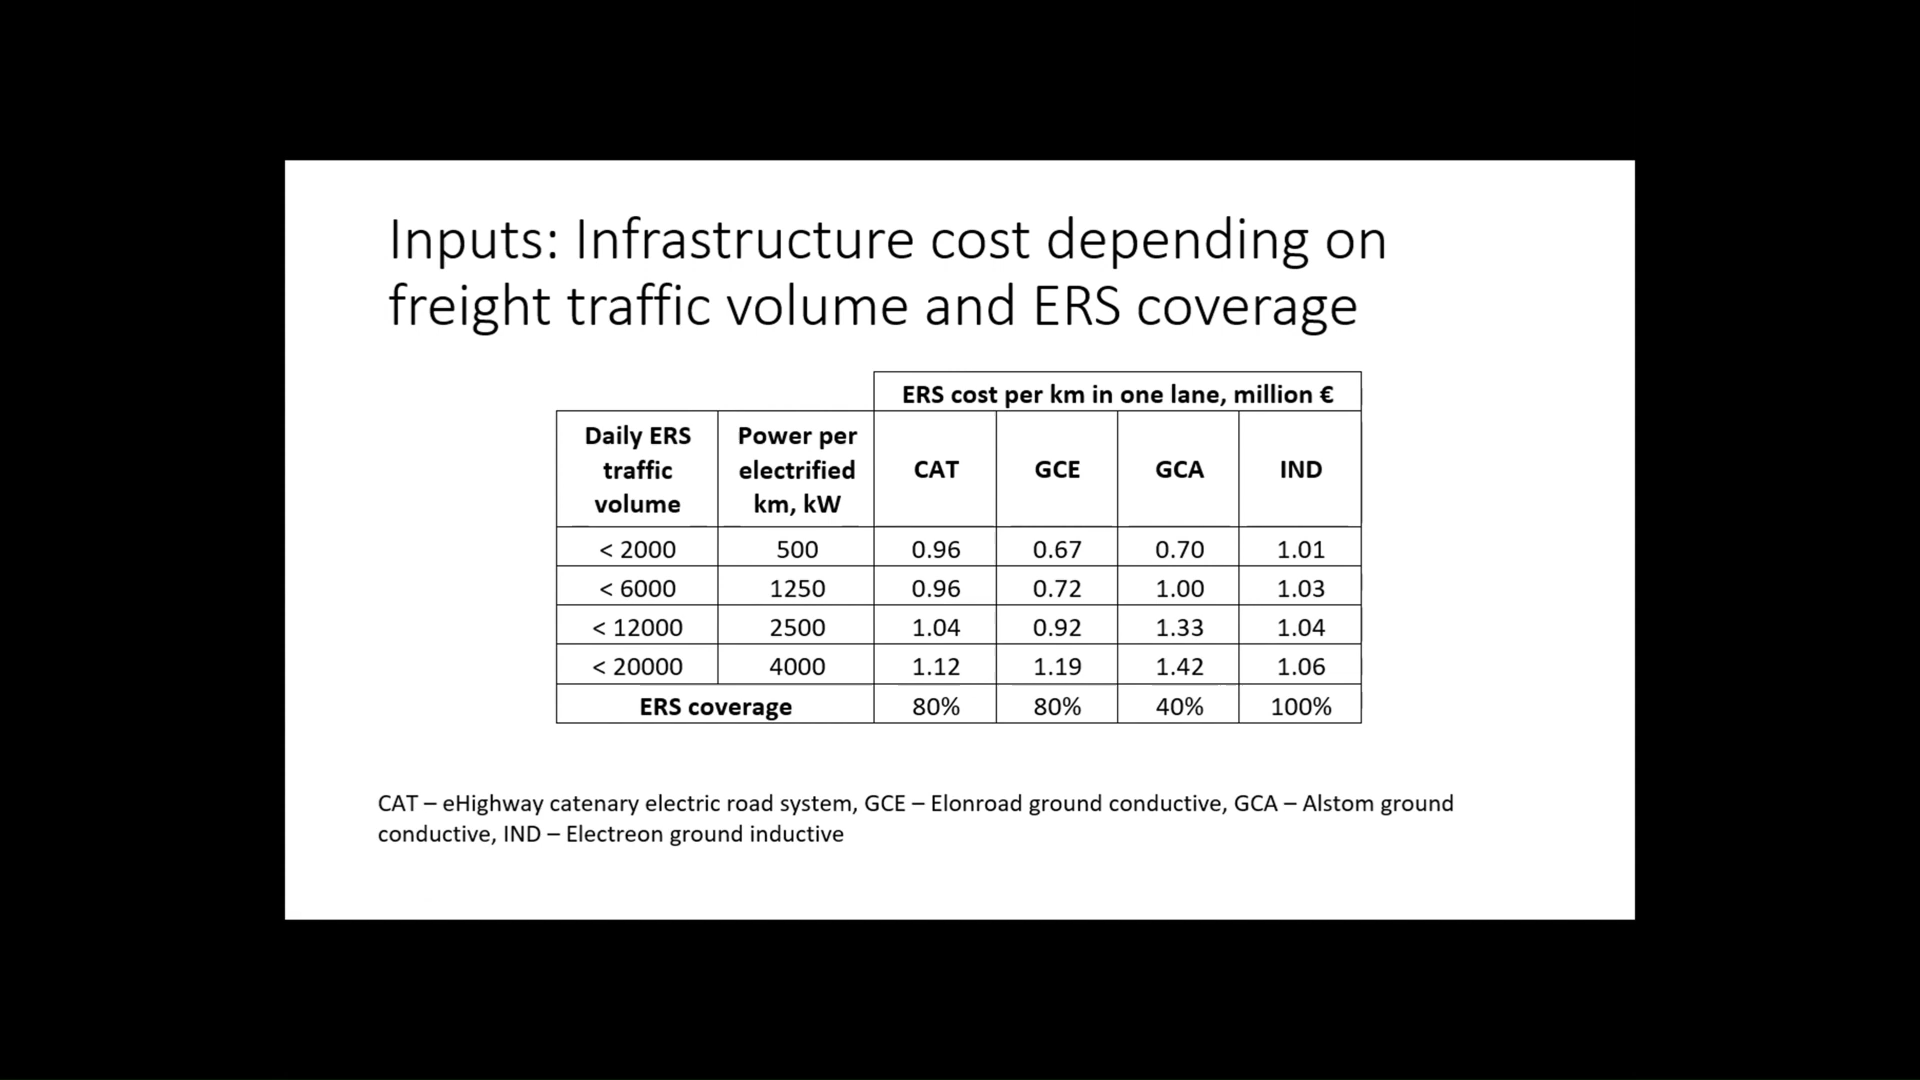 Inputs: Infrastructure cost depending on
freight traffic volume and ERS coverage
ERS cost per km in one lane, million €
Daily ERS traffic volume Power per electrified km, kW CAT GCE GCA IND
< 2000 500 0.96 0.67 0.70 1.01
< 6000 1250 0.96 0.72 1.00 1.03
< 12000 2500 1.04 0.92 1.33 1.04
< 20000 4000 1.12 1.19 1.42 1.06
ERS coverage 80% 80% 40% 100%
CAT – eHighway catenary electric road system, GCE – Elonroad ground conductive, GCA – Alstom ground
conductive, IND – Electreon ground inductive